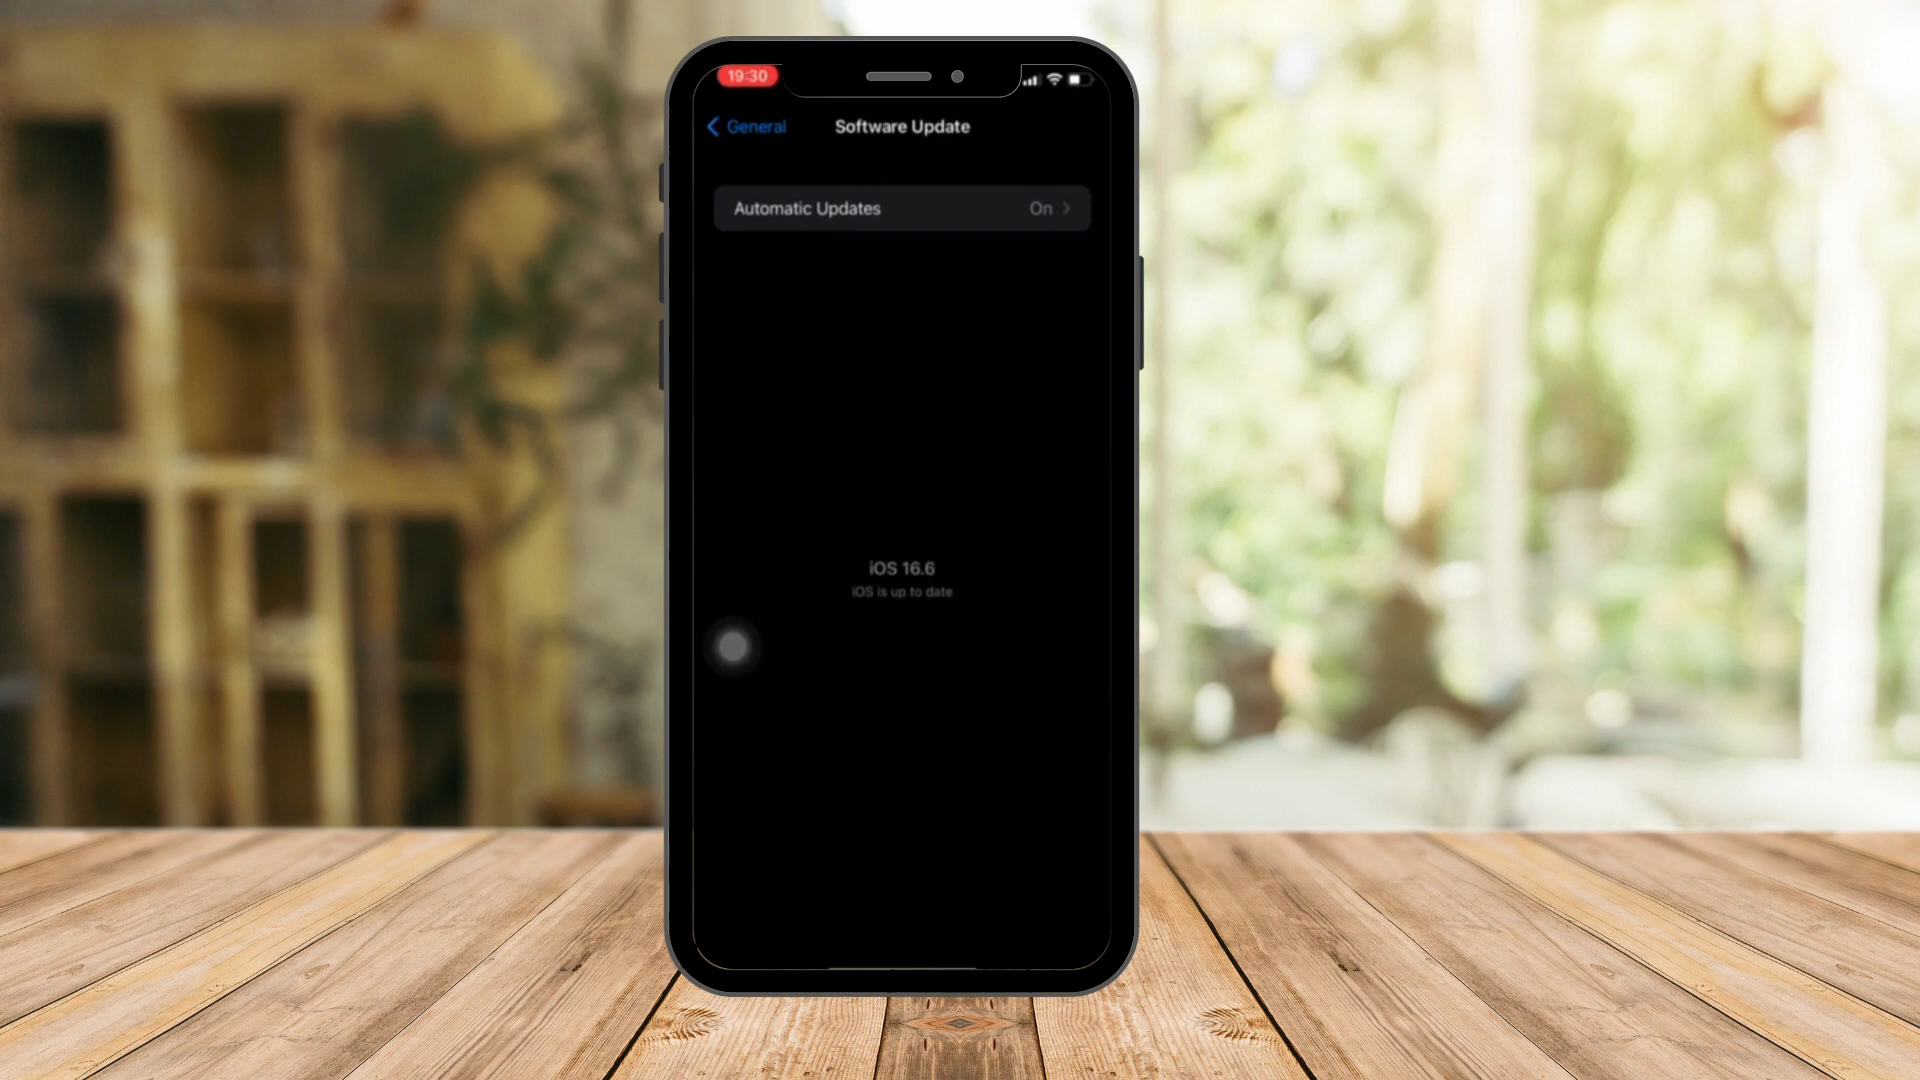 19:30
General
Software Update
Automatic Updates On
iOS 16.6
iOS is up to date